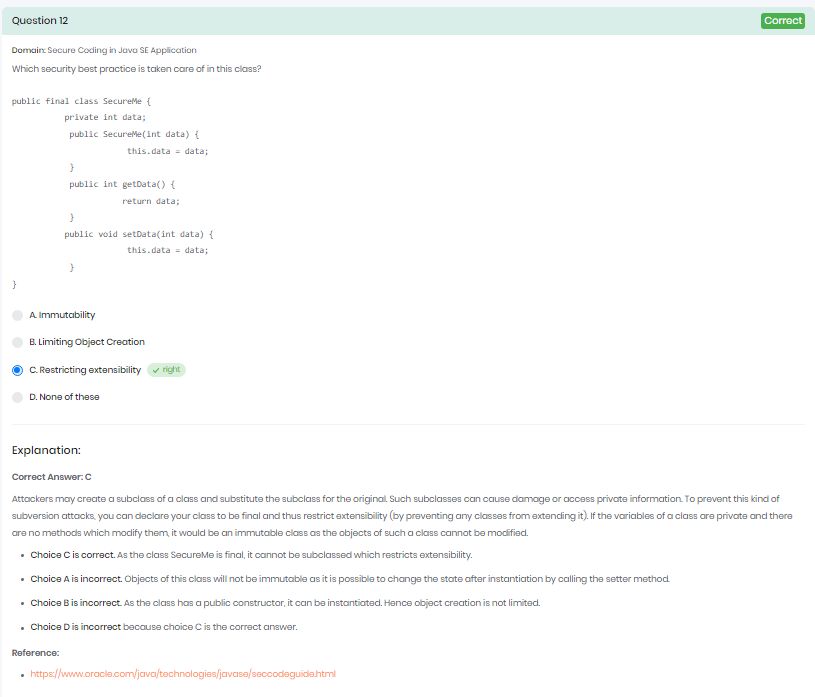 Question 12
Correct
Domain: Secure Coding in Java SE Application
Which security best practice is taken care of in this class?
public final class SecureMe {
private int data;
public SecureMe(int data) {
this.data = data;
}
public int getData() {
return data;
}
public void setData(int data) {
this.data = data;
}
}
A. Immutability
B. Limiting Object Creation
C. Restricting extensibility ✓ right
D. None of these
Explanation:
Correct Answer: C
Attackers may create a subclass of a class and substitute the subclass for the original. Such subclasses can cause damage or access private information. To prevent this kind of
subversion attacks, you can declare your class to be final and thus restrict extensibility (by preventing any classes from extending it). If the variables of a class are private and there
are no methods which modify them, it would be an immutable class as the objects of such a class cannot be modified.
• Choice C is correct. As the class SecureMe is final, it cannot be subclassed which restricts extensibility.
• Choice A is incorrect. Objects of this class will not be immutable as it is possible to change the state after instantiation by calling the setter method.
• Choice B is incorrect. As the class has a public constructor, it can be instantiated. Hence object creation is not limited.
• Choice D is incorrect because choice C is the correct answer.
Reference:
• https://www.oracle.com/java/technologies/javase/seccodeguide.html